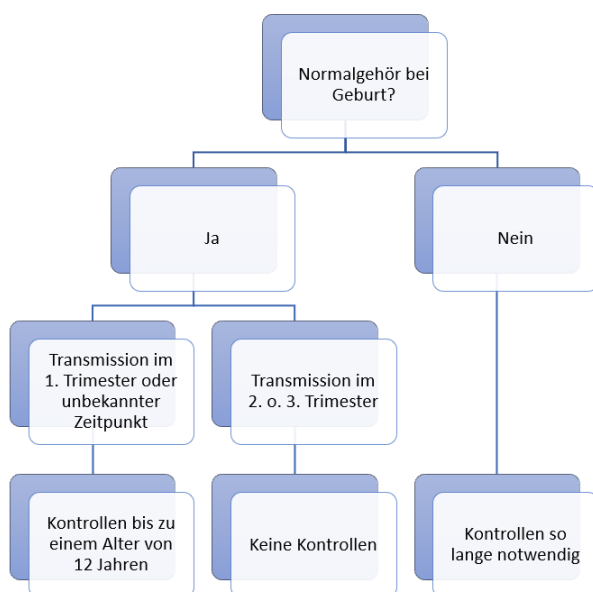 Normalgehör bei
Geburt?
Ja
Nein
Transmission im
1. Trimester oder
unbekannter
Zeitpunkt
Transmission im
2. o. 3. Trimester
Kontrollen bis zu
einem Alter von
12 Jahren
Keine Kontrollen
Kontrollen so
lange notwendig